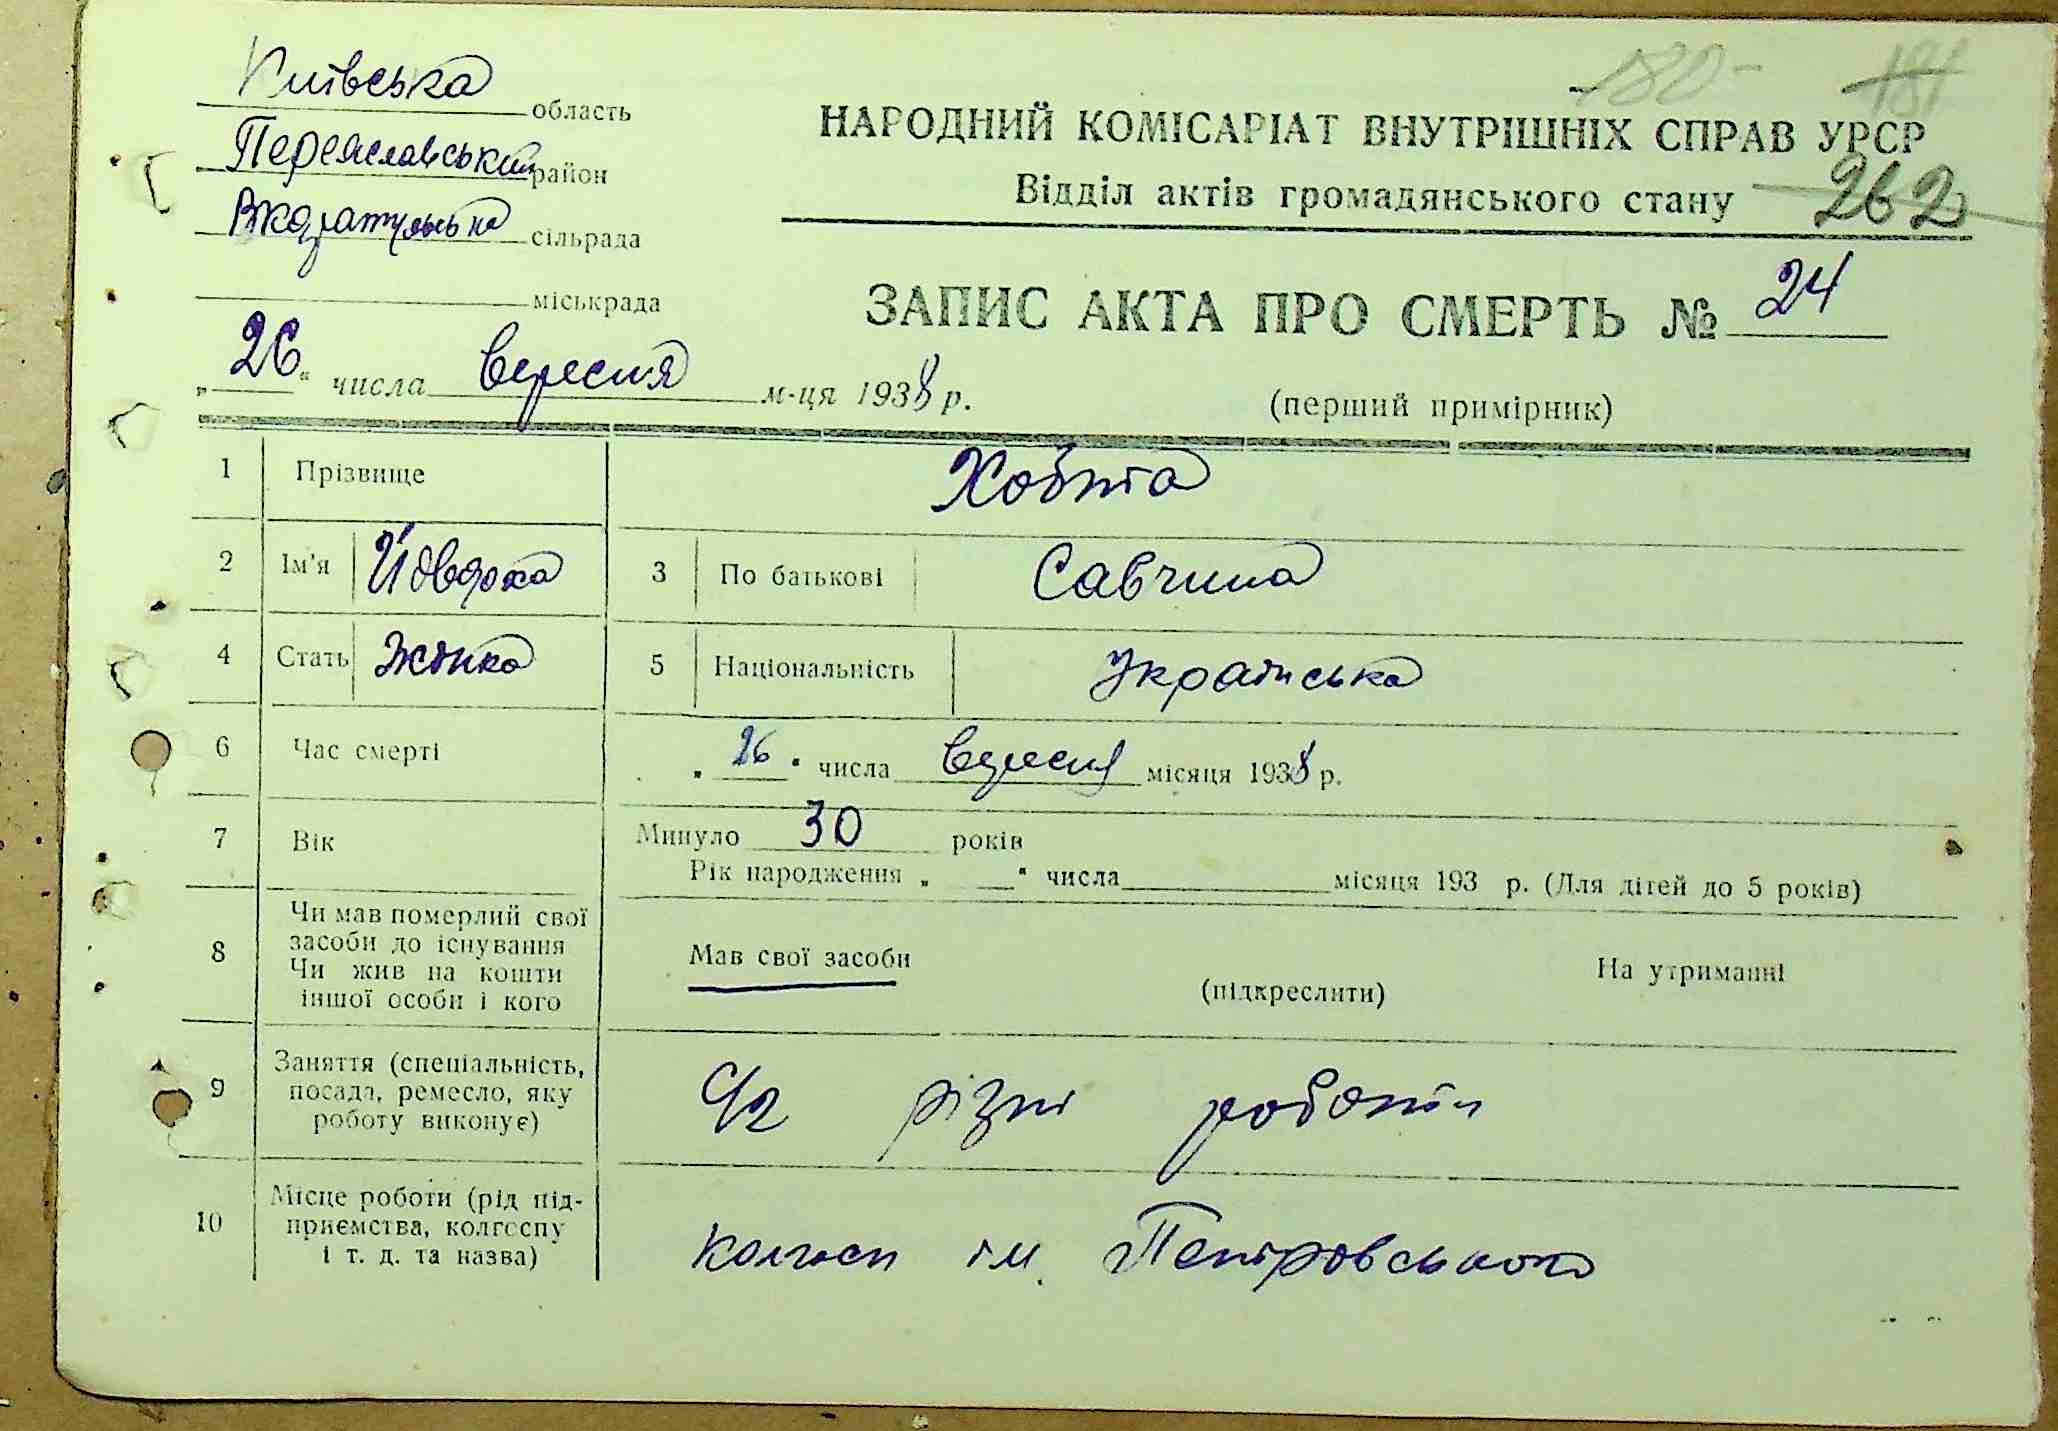 180- 181
Київська область
Переяславський район
НАРОДНИЙ КОМІСАРІАТ ВНУТРІШНІХ СПРАВ УРСР
Відділ актів громадянського стану 262
сільрада
міськрада
ЗАПИС АКТА ПРО СМЕРТЬ № 24
„26“ числа вересня м-ця 1938 р.
(перший примірник)
1 Прізвище Хобта
2 Ім'я 3 По батькові Савчина
4 Стать Жінка 5 Національність Українська
6 Час смерті „26“ числа вересня місяця 1938 р.
7 Вік Минуло 30 років
Рік народження „ “ числа місяця 193 р. (Для дітей до 5 років)
8 Чи мав померлий свої
засоби до існування
Чи жив на кошти
іншої особи і кого
Мав свої засоби (підкреслити) На утриманні
9 Заняття (спеціальність,
посада, ремесло, яку
роботу виконує)
С/г різні роботи
10 Місце роботи (рід під-
приємства, колгоспу
і т. д. та назва)
Колгосп ім. Петровського